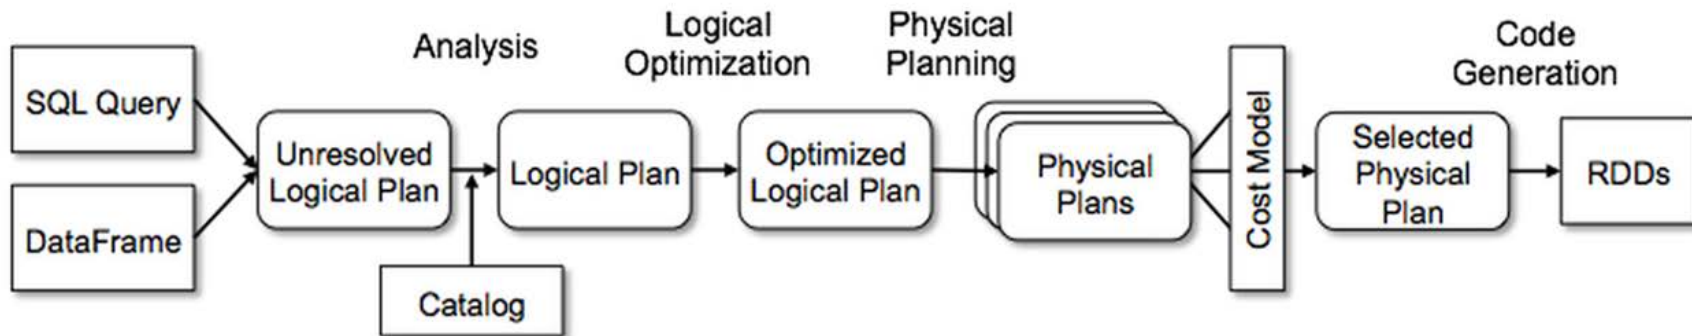 Analysis
Logical
Optimization
Physical
Planning
Code
Generation
SQL Query
DataFrame
Unresolved
Logical Plan
Catalog
Logical Plan
Optimized
Logical Plan
Physical
Plans
Cost Model
Selected
Physical
Plan
RDDs